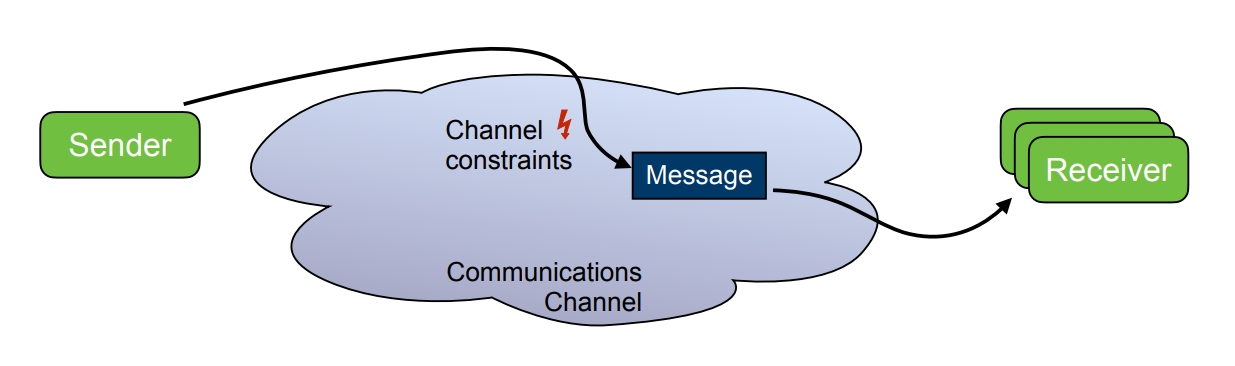 Sender
Channel
constraints
Message
Receiver
Communications
Channel